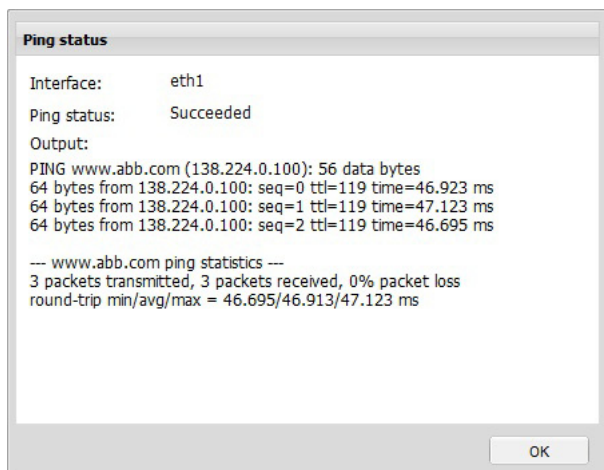 Ping status
Interface: eth1
Ping status: Succeeded
Output:
PING www.abb.com (138.224.0.100): 56 data bytes
64 bytes from 138.224.0.100: seq=0 ttl=119 time=46.923 ms
64 bytes from 138.224.0.100: seq=1 ttl=119 time=47.123 ms
64 bytes from 138.224.0.100: seq=2 ttl=119 time=46.695 ms
--- www.abb.com ping statistics ---
3 packets transmitted, 3 packets received, 0% packet loss
round-trip min/avg/max = 46.695/46.913/47.123 ms
OK